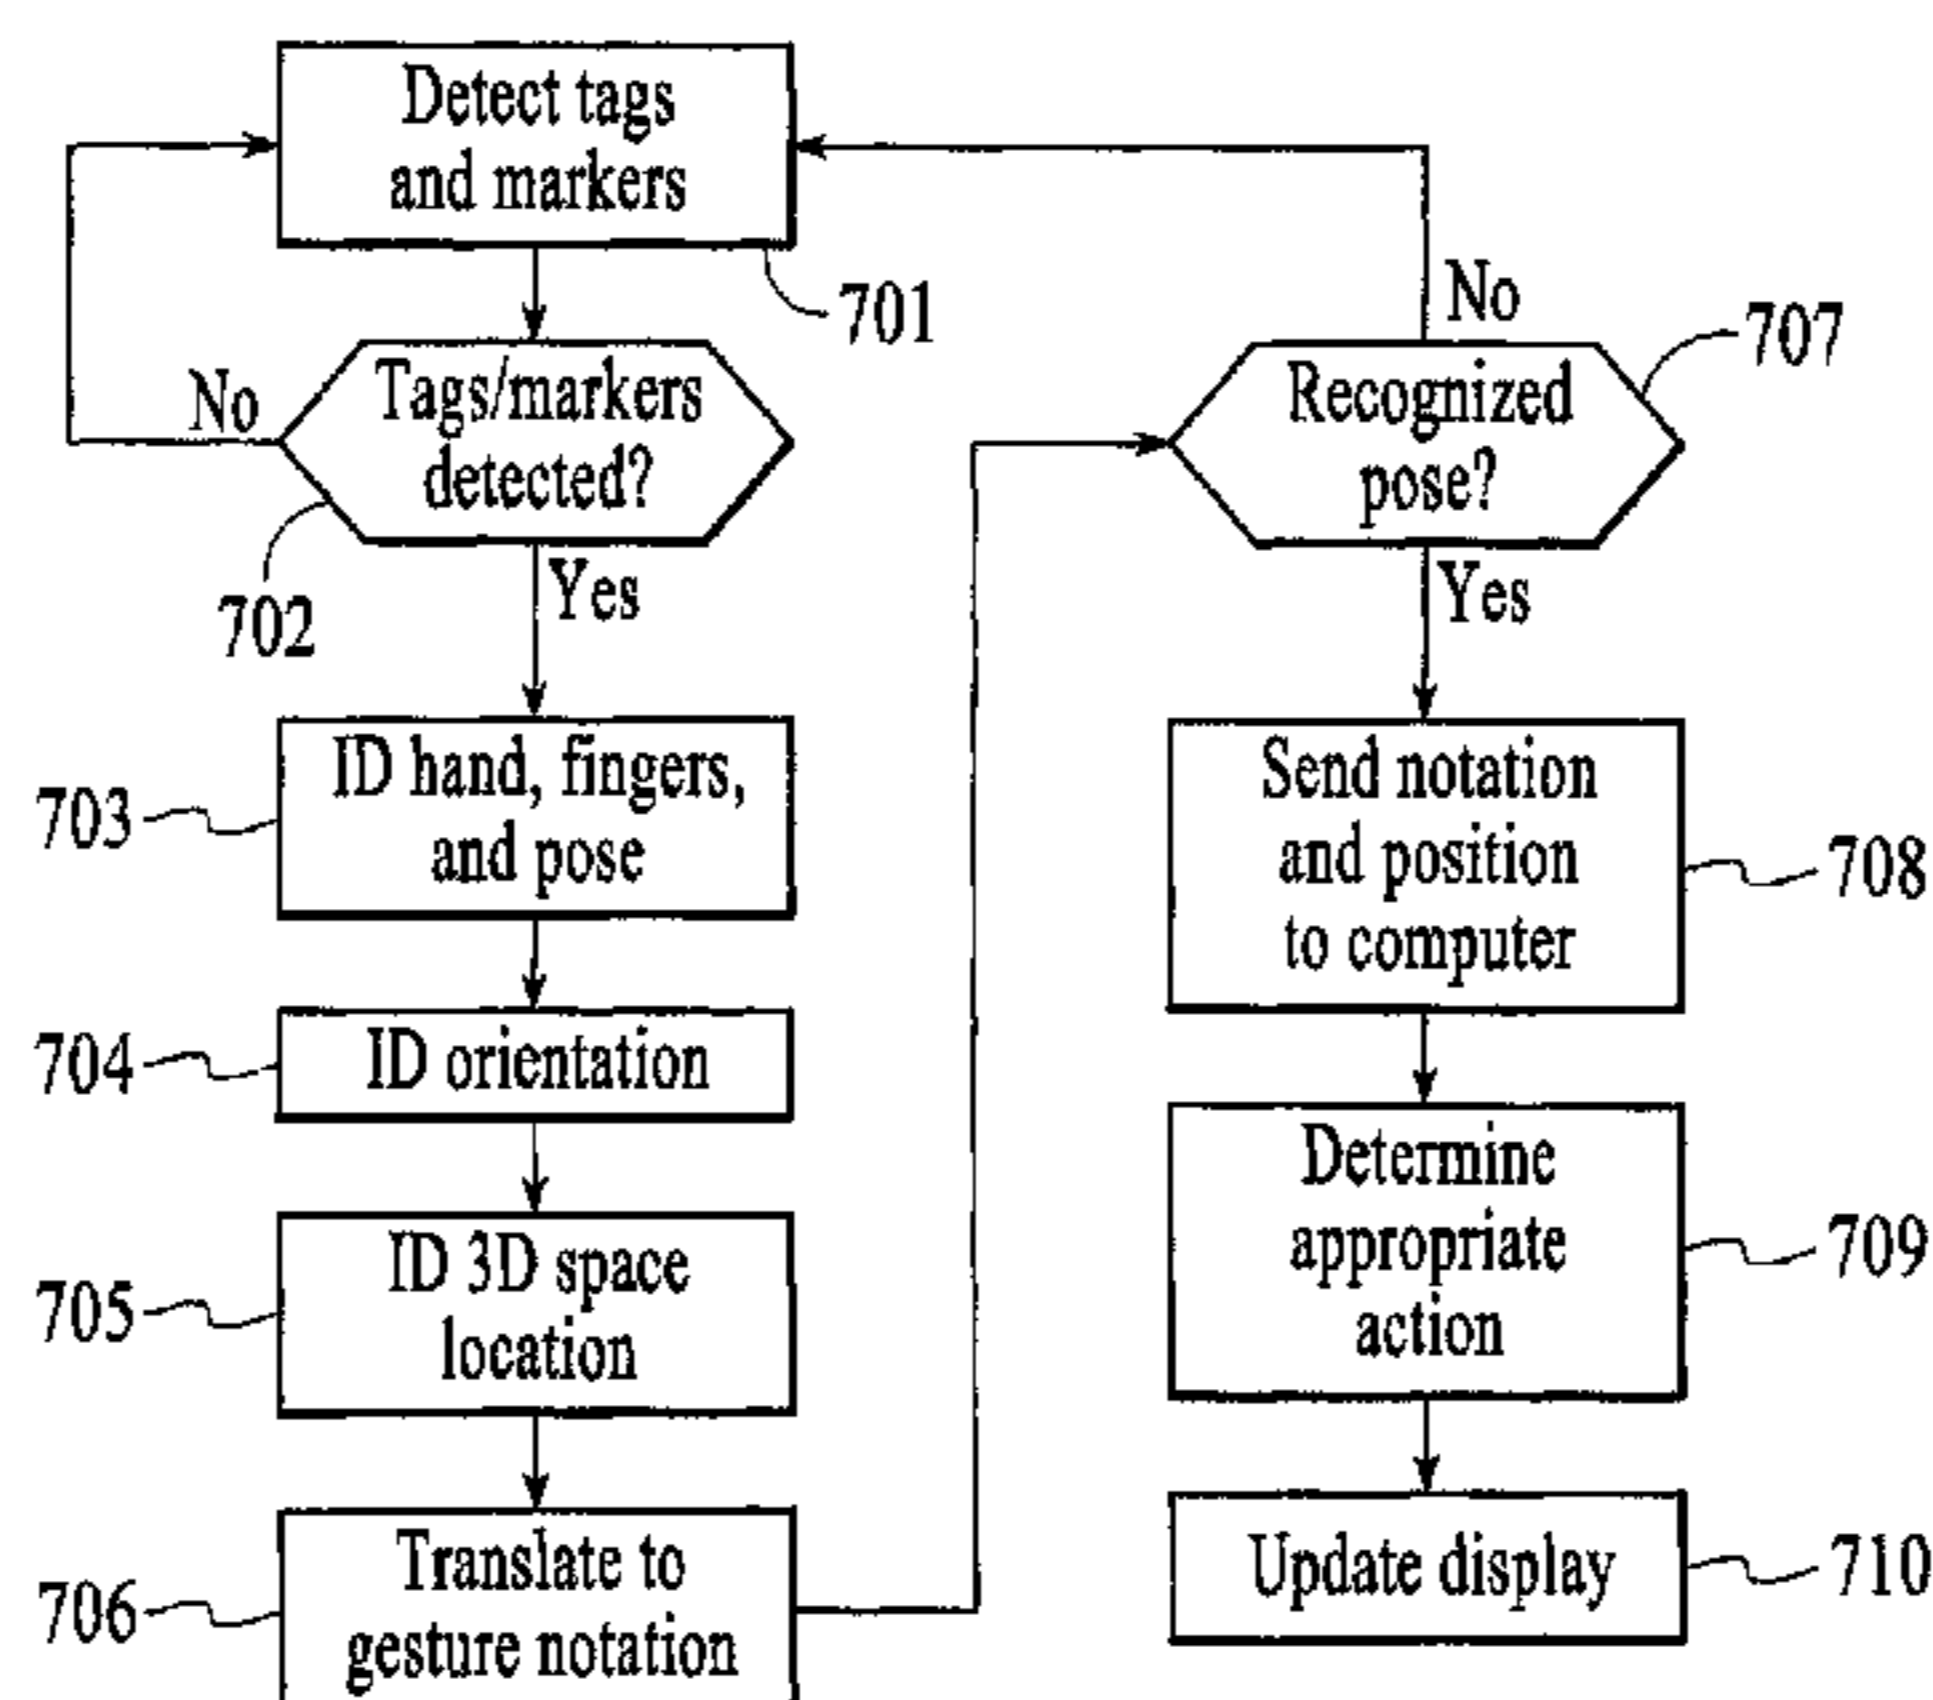 Detect tags
and markers
701
Tags/markers
detected?
No
702
Yes
703
ID hand, fingers,
and pose
704
ID orientation
705
ID 3D space
location
706
Translate to
gesture notation
No
707
Recognized
pose?
Yes
Send notation
and position
to computer
708
Determine
appropriate
action
709
Update display
710